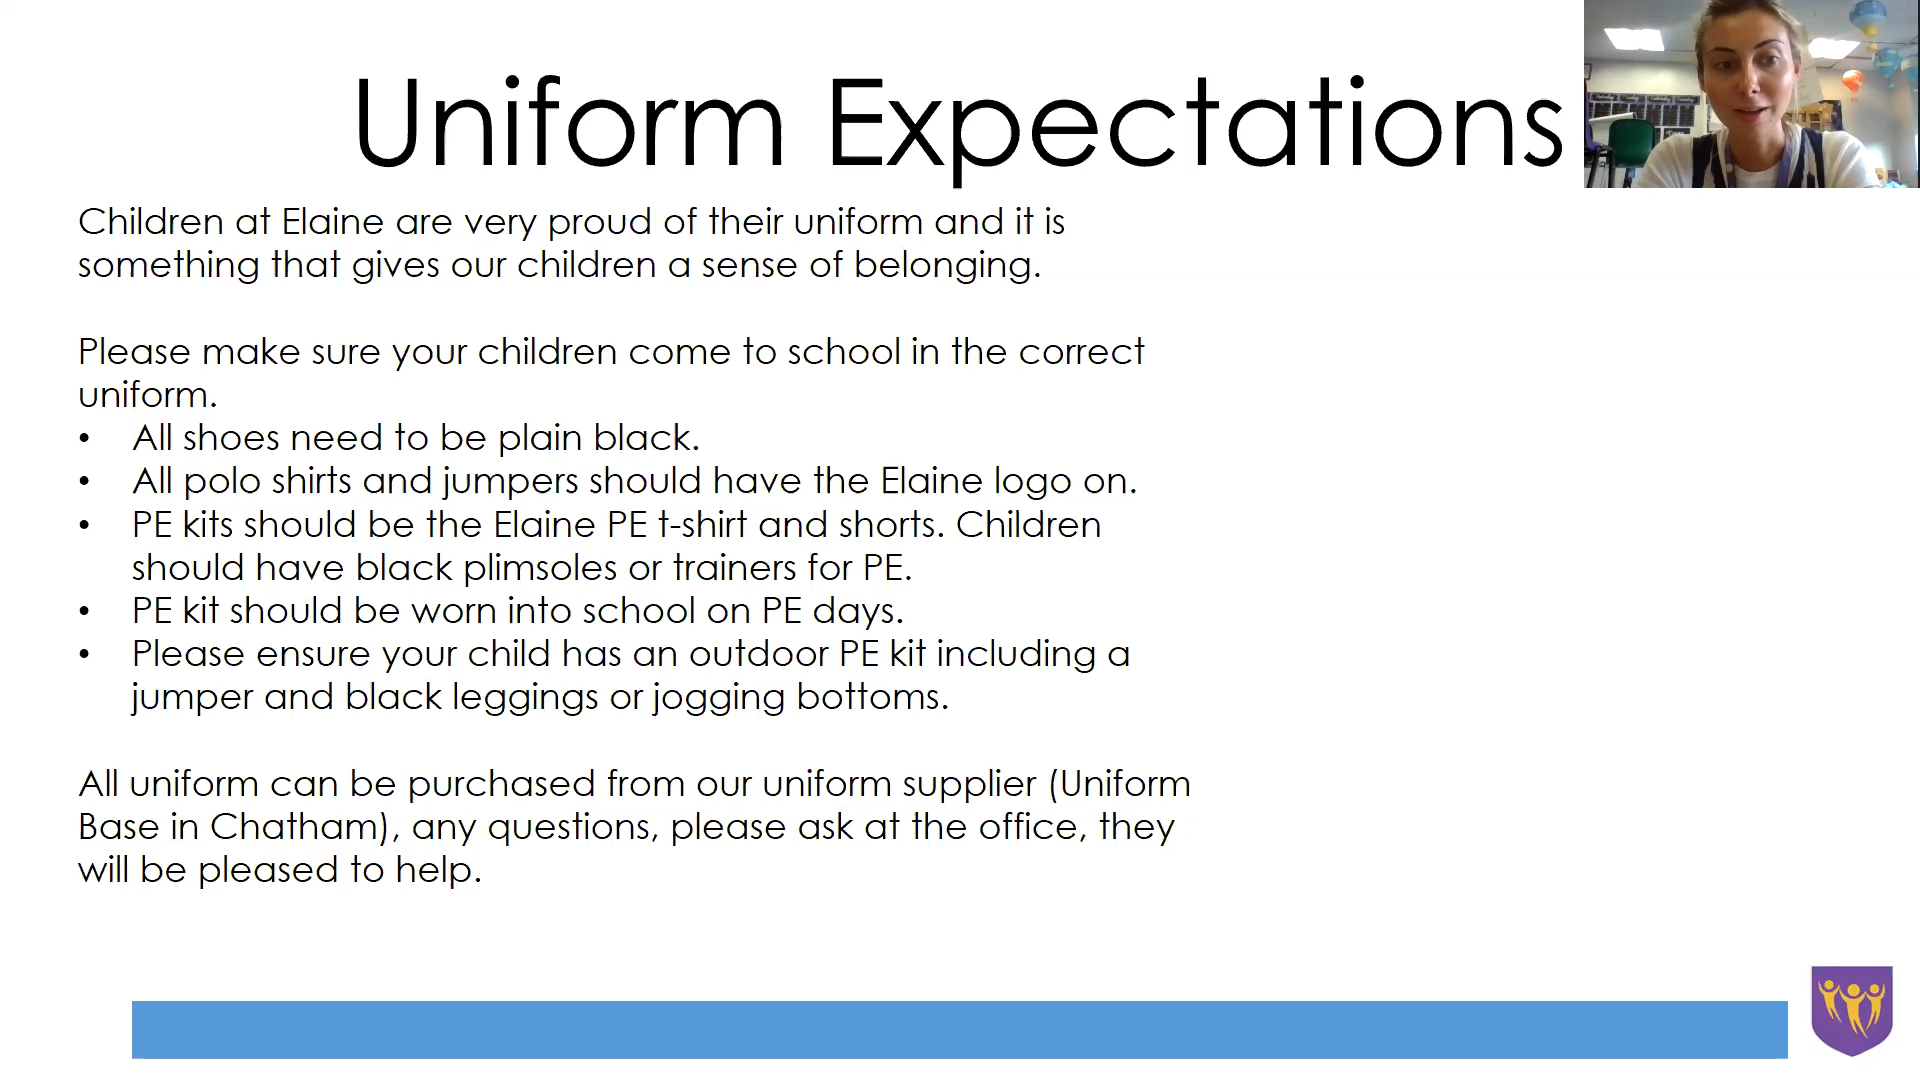 Uniform Expectations
Children at Elaine are very proud of their uniform and it is
something that gives our children a sense of belonging.
Please make sure your children come to school in the correct
uniform.
• All shoes need to be plain black.
• All polo shirts and jumpers should have the Elaine logo on.
• PE kits should be the Elaine PE t-shirt and shorts. Children
should have black plimsoles or trainers for PE.
• PE kit should be worn into school on PE days.
• Please ensure your child has an outdoor PE kit including a
jumper and black leggings or jogging bottoms.
All uniform can be purchased from our uniform supplier (Uniform
Base in Chatham), any questions, please ask at the office, they
will be pleased to help.